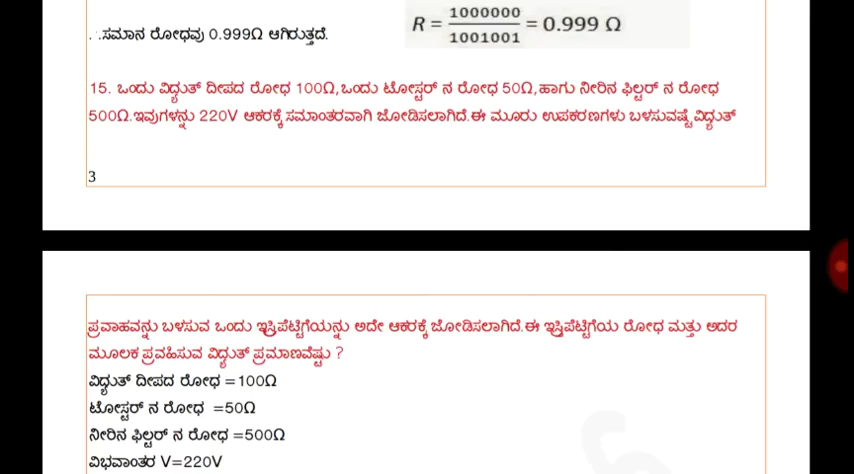 ∴ಸಮಾನ ರೋಧವು 0.999Ω ಆಗಿರುತ್ತದೆ.
R = 1000000 / 1001001 = 0.999 Ω
15. ಒಂದು ವಿಧ್ಯುತ್ ದೀಪದ ರೋಧ 100Ω,ಒಂದು ಟೋಸ್ಟರ್ ನ ರೋಧ 50Ω,ಹಾಗು ನೀರಿನ ಫಿಲ್ಟರ್ ನ ರೋಧ
500Ω.ಇವುಗಳನ್ನು 220V ಆಕರಕ್ಕೆ ಸಮಾಂತರವಾಗಿ ಜೋಡಿಸಲಾಗಿದೆ.ಈ ಮೂರು ಉಪಕರಣಗಳು ಬಳಸುವಷ್ಟೆ ವಿಧ್ಯುತ್
3
ಪ್ರವಾಹವನ್ನು ಬಳಸುವ ಒಂದು ಇಸ್ತ್ರಿಪೆಟ್ಟಿಗೆಯನ್ನು ಅದೇ ಆಕರಕ್ಕೆ ಜೋಡಿಸಲಾಗಿದೆ.ಈ ಇಸ್ತ್ರಿಪೆಟ್ಟಿಗೆಯ ರೋಧ ಮತ್ತು ಅದರ
ಮೂಲಕ ಪ್ರವಹಿಸುವ ವಿಧ್ಯುತ್ ಪ್ರಮಾಣವೆಷ್ಟು ?
ವಿಧ್ಯುತ್ ದೀಪದ ರೋಧ =100Ω
ಟೋಸ್ಟರ್ ನ ರೋಧ =50Ω
ನೀರಿನ ಫಿಲ್ಟರ್ ನ ರೋಧ =500Ω
ವಿಭವಾಂತರ V=220V